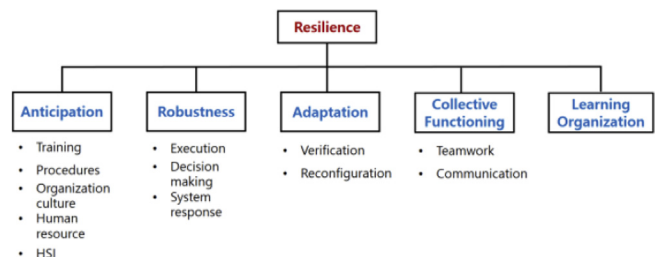 Resilience
Anticipation
• Training
• Procedures
• Organization
culture
• Human
resource
• HSI
Robustness
• Execution
• Decision
making
• System
response
Adaptation
• Verification
• Reconfiguration
Collective
Functioning
• Teamwork
• Communication
Learning
Organization